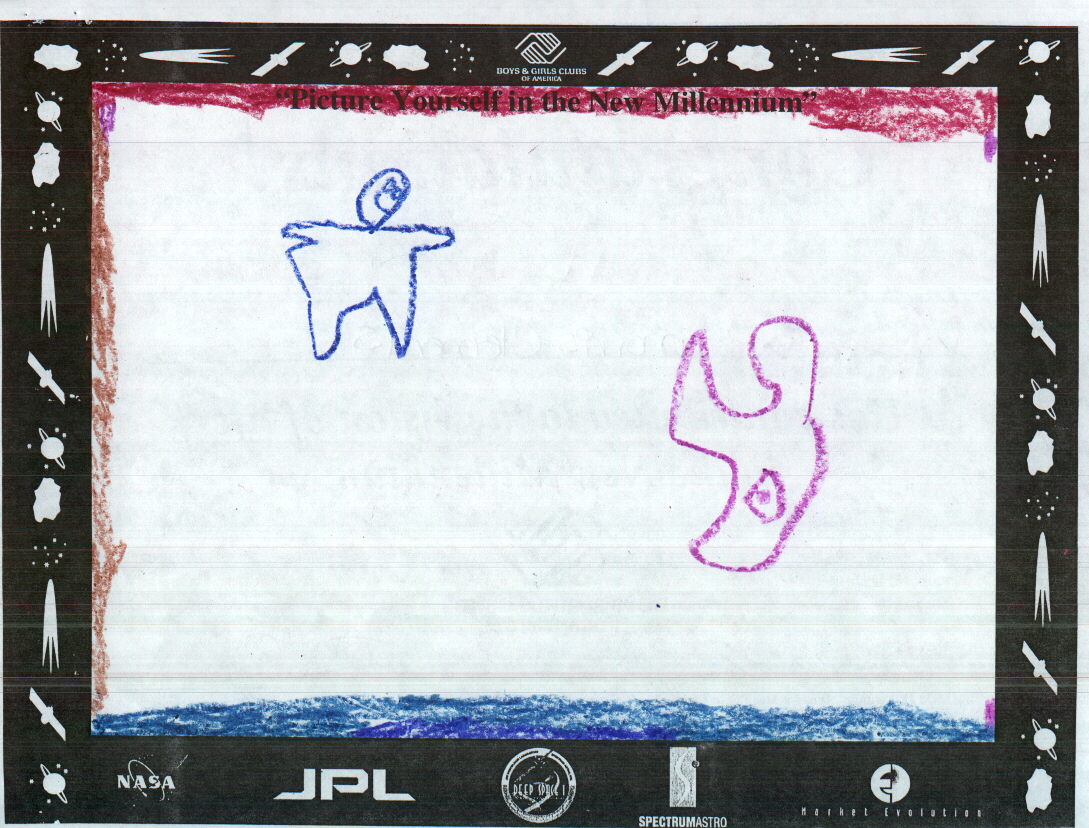 BOYS & GIRLS CLUBS
OF AMERICA
“Picture Yourself in the New Millennium”
NASA
JPL
DEEP SPACE 1
SPECTRUMASTRO
Market Evolution